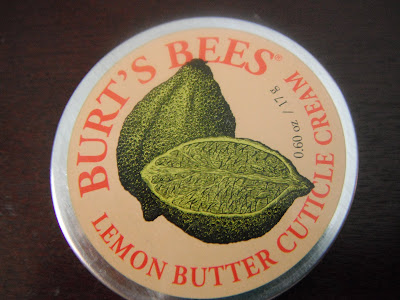 BURT'S BEES®
0.60 oz / 17 g
LEMON BUTTER CUTICLE CREAM